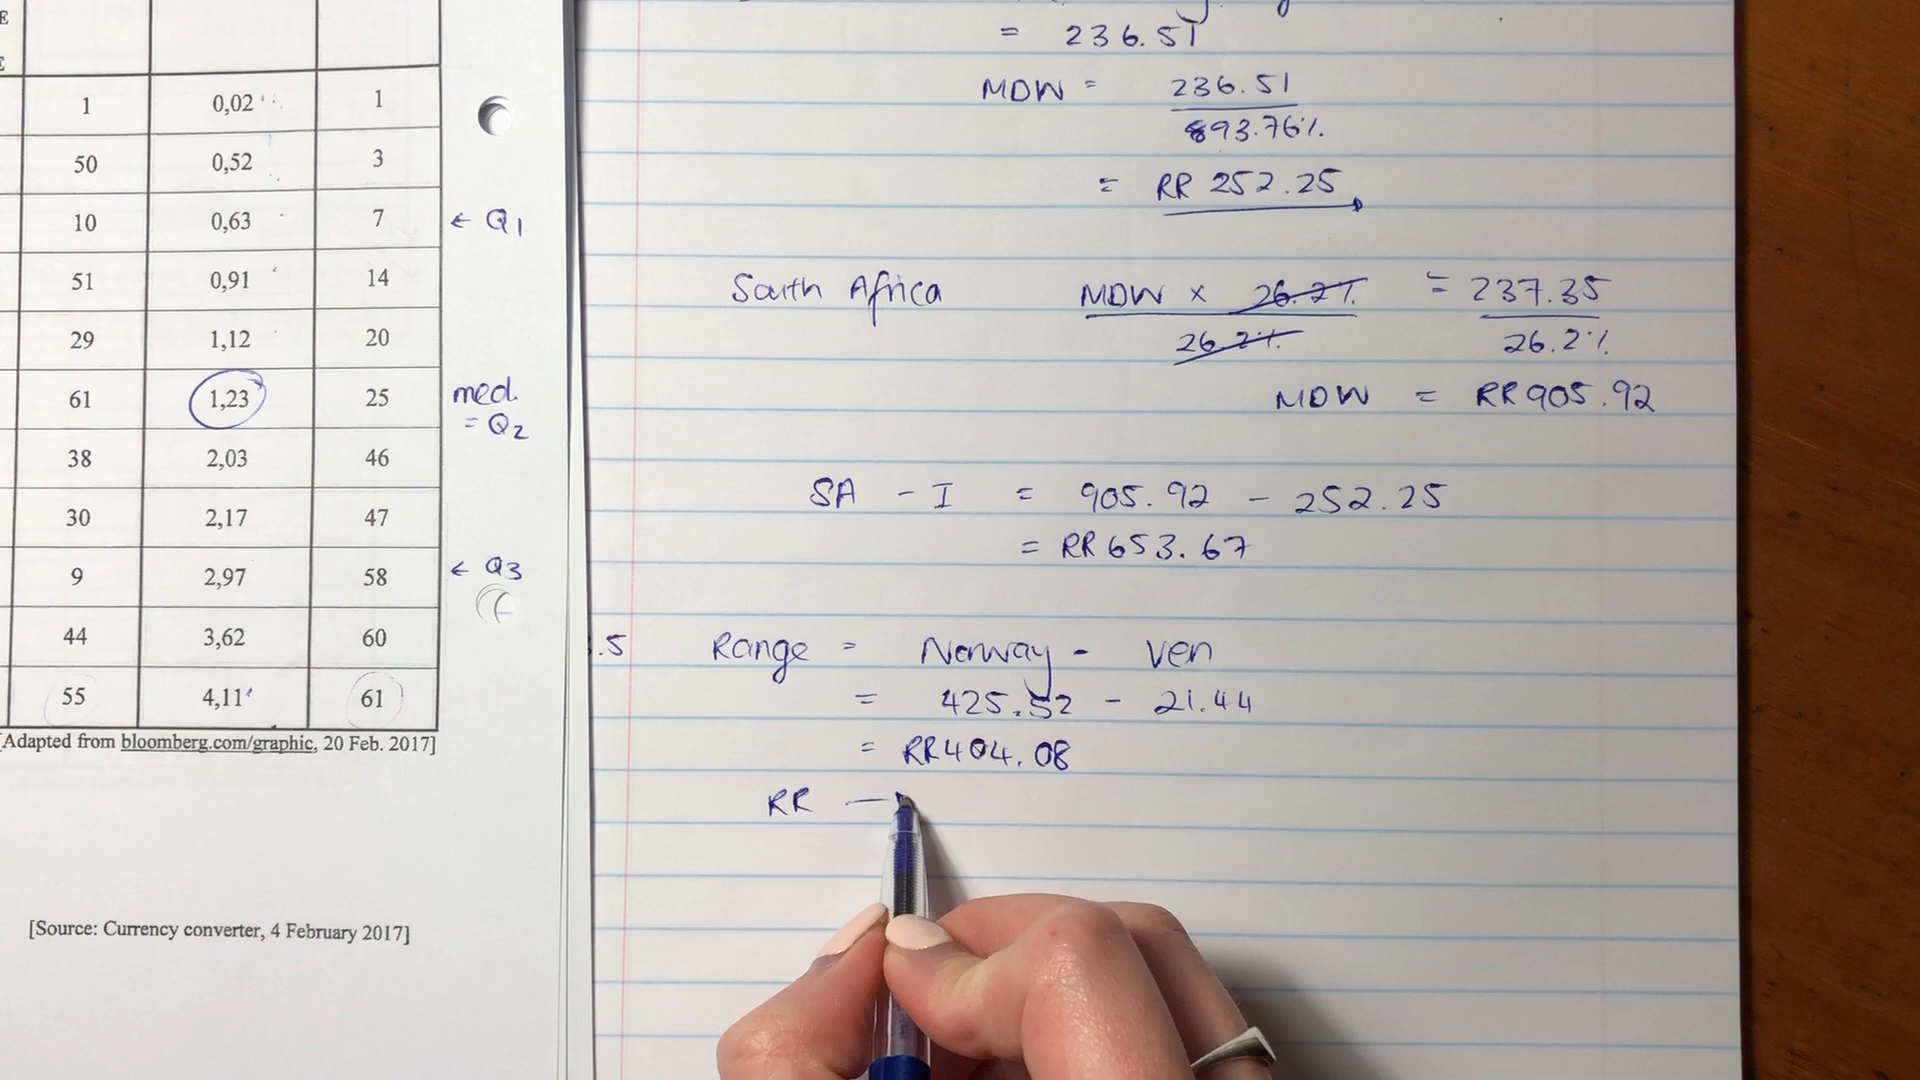 E
E
1 0,02 1
50 0,52 3
10 0,63 7 ← Q1
51 0,91 14
29 1,12 20
61 1,23 25 med.
= Q2
38 2,03 46
30 2,17 47
9 2,97 58 ← Q3
44 3,62 60
55 4,11 61
[Adapted from bloomberg.com/graphic, 20 Feb. 2017]
[Source: Currency converter, 4 February 2017]
= 236.51
MDW = 236.51
893.76%
= RR 252.25
South Africa MDW × 26.2% = 237.35
26.2% 26.2%
MDW = RR905.92
SA - I = 905.92 - 252.25
= RR653.67
.5 Range = Norway - Ven
= 425.52 - 21.44
= RR404.08
RR —